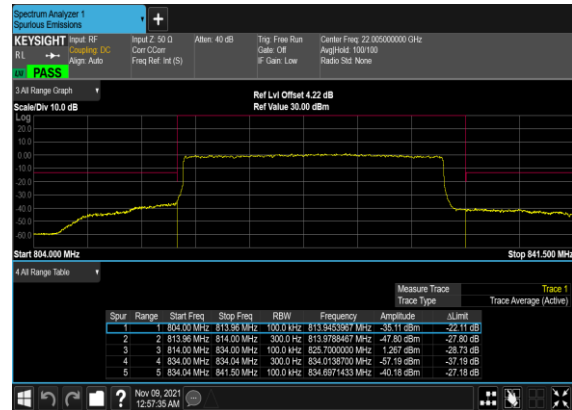 Spectrum Analyzer 1
Spurious Emissions
+
KEYSIGHT Input: RF Input Z: 50 Ω Atten: 40 dB Trig: Free Run Center Freq: 22.005000000 GHz
RL Coupling: DC Corr CCorr Gate: Off Avg|Hold: 100/100
Align: Auto Freq Ref: Int (S) IF Gain: Low Radio Std: None
PASS
3 All Range Graph Ref Lvl Offset 4.22 dB
Scale/Div 10.0 dB Ref Value 30.00 dBm
Log
20.0
10.0
0.00
-10.0
-20.0
-30.0
-40.0
-50.0
-60.0
Start 804.000 MHz Stop 841.500 MHz
4 All Range Table
Measure Trace Trace 1
Trace Type Trace Average (Active)
Spur Range Start Freq Stop Freq RBW Frequency Amplitude ΔLimit
1 1 804.00 MHz 813.96 MHz 100.0 kHz 813.9453967 MHz -35.11 dBm -22.11 dB
2 2 813.96 MHz 814.00 MHz 300.0 Hz 813.9788467 MHz -47.80 dBm -27.80 dB
3 3 814.00 MHz 834.00 MHz 100.0 kHz 825.7000000 MHz 1.267 dBm -28.73 dB
4 4 834.00 MHz 834.04 MHz 300.0 Hz 834.0138700 MHz -57.19 dBm -37.19 dB
5 5 834.04 MHz 841.50 MHz 100.0 kHz 834.6971433 MHz -40.18 dBm -27.18 dB
? Nov 09, 2021
12:57:35 AM